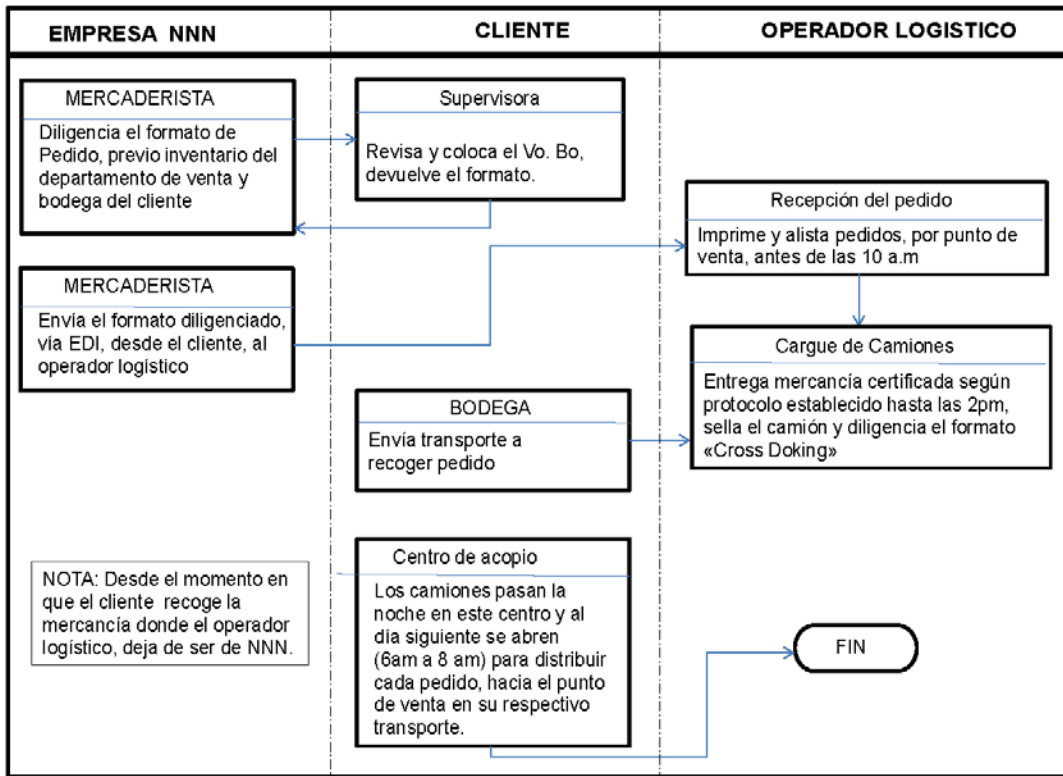 EMPRESA NNN
CLIENTE
OPERADOR LOGISTICO
MERCADERISTA
Diligencia el formato de
Pedido, previo inventario del
departamento de venta y
bodega del cliente
Supervisora
Revisa y coloca el Vo. Bo,
devuelve el formato.
MERCADERISTA
Envía el formato diligenciado,
vía EDI, desde el cliente, al
operador logístico
Recepción del pedido
Imprime y alista pedidos, por punto de
venta, antes de las 10 a.m
Cargue de Camiones
Entrega mercancía certificada según
protocolo establecido hasta las 2pm,
sella el camión y diligencia el formato
«Cross Doking»
BODEGA
Envía transporte a
recoger pedido
Centro de acopio
Los camiones pasan la
noche en este centro y al
día siguiente se abren
(6am a 8 am) para distribuir
cada pedido, hacia el punto
de venta en su respectivo
transporte.
NOTA: Desde el momento en
que el cliente recoge la
mercancía donde el operador
logístico, deja de ser de NNN.
FIN